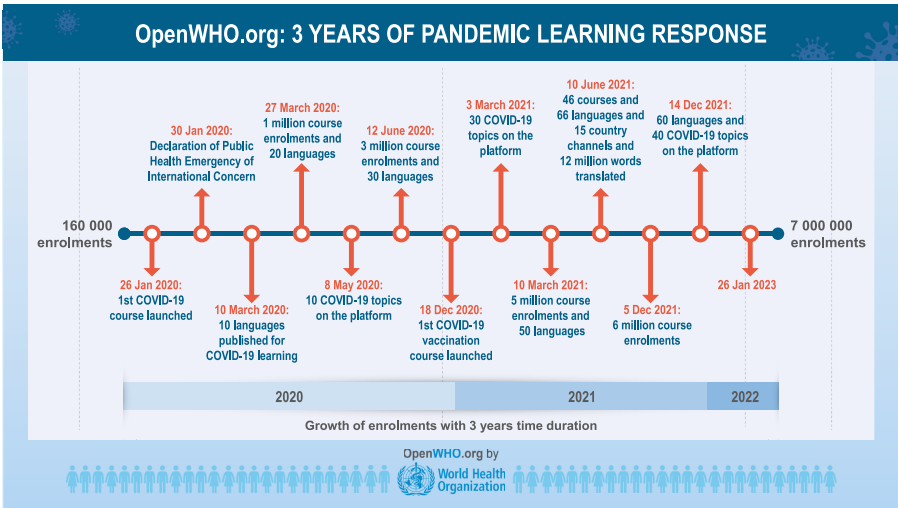 OpenWHO.org: 3 YEARS OF PANDEMIC LEARNING RESPONSE
160 000
enrolments
26 Jan 2020:
1st COVID-19
course launched
30 Jan 2020:
Declaration of Public
Health Emergency of
International Concern
10 March 2020:
10 languages
published for
COVID-19 learning
27 March 2020:
1 million course
enrolments and
20 languages
8 May 2020:
10 COVID-19 topics
on the platform
12 June 2020:
3 million course
enrolments and
30 languages
18 Dec 2020:
1st COVID-19
vaccination
course launched
3 March 2021:
30 COVID-19
topics on the
platform
10 March 2021:
5 million course
enrolments and
50 languages
10 June 2021:
46 courses and
66 languages and
15 country
channels and
12 million words
translated
5 Dec 2021:
6 million course
enrolments
14 Dec 2021:
60 languages and
40 COVID-19 topics
on the platform
26 Jan 2023
7 000 000
enrolments
2020
2021
2022
Growth of enrolments with 3 years time duration
OpenWHO.org by
World Health
Organization